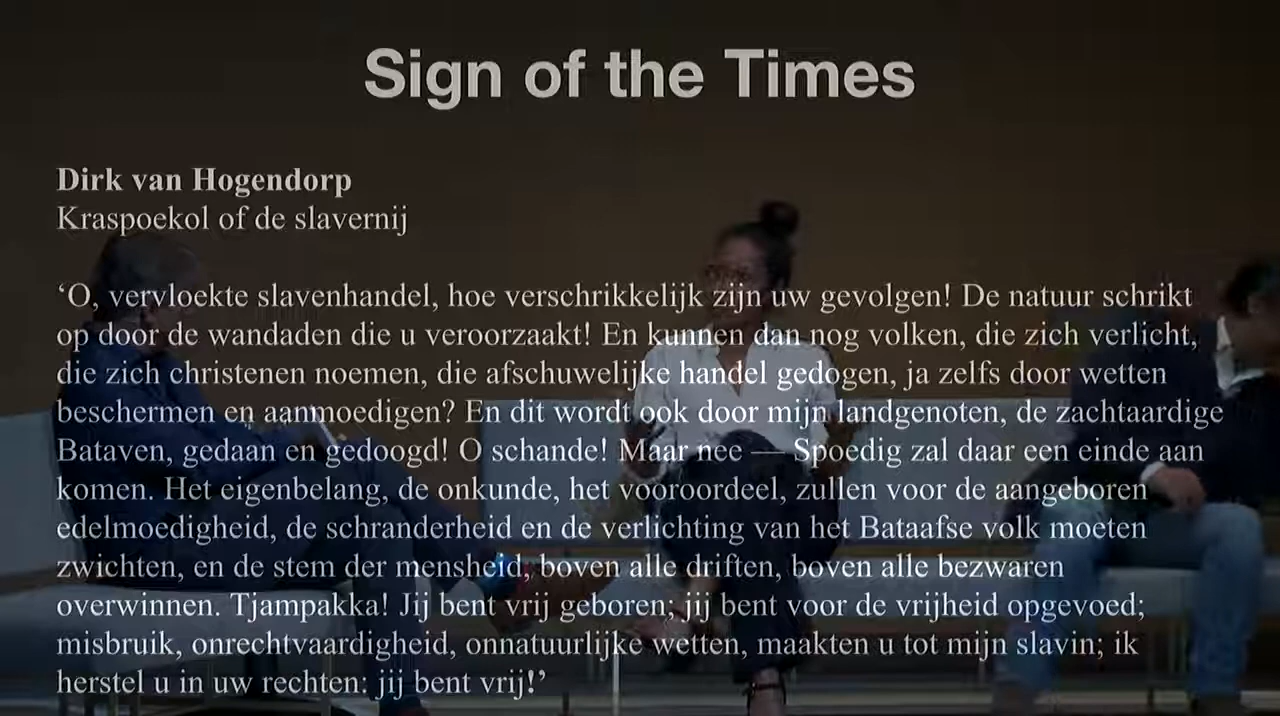 Sign of the Times
Dirk van Hogendorp
Kraspoekol of de slavernij
‘O, vervloekte slavenhandel, hoe verschrikkelijk zijn uw gevolgen! De natuur schrikt
op door de wandaden die u veroorzaakt! En kunnen dan nog volken, die zich verlicht,
die zich christenen noemen, die afschuwelijke handel gedogen, ja zelfs door wetten
beschermen en aanmoedigen? En dit wordt ook door mijn landgenoten, de zachtaardige
Bataven, gedaan en gedoogd! O schande! Maar nee — Spoedig zal daar een einde aan
komen. Het eigenbelang, de onkunde, het vooroordeel, zullen voor de aangeboren
edelmoedigheid, de schranderheid en de verlichting van het Bataafse volk moeten
zwichten, en de stem der mensheid, boven alle driften, boven alle bezwaren
overwinnen. Tjampakka! Jij bent vrij geboren; jij bent voor de vrijheid opgevoed;
misbruik, onrechtvaardigheid, onnatuurlijke wetten, maakten u tot mijn slavin; ik
herstel u in uw rechten: jij bent vrij!’